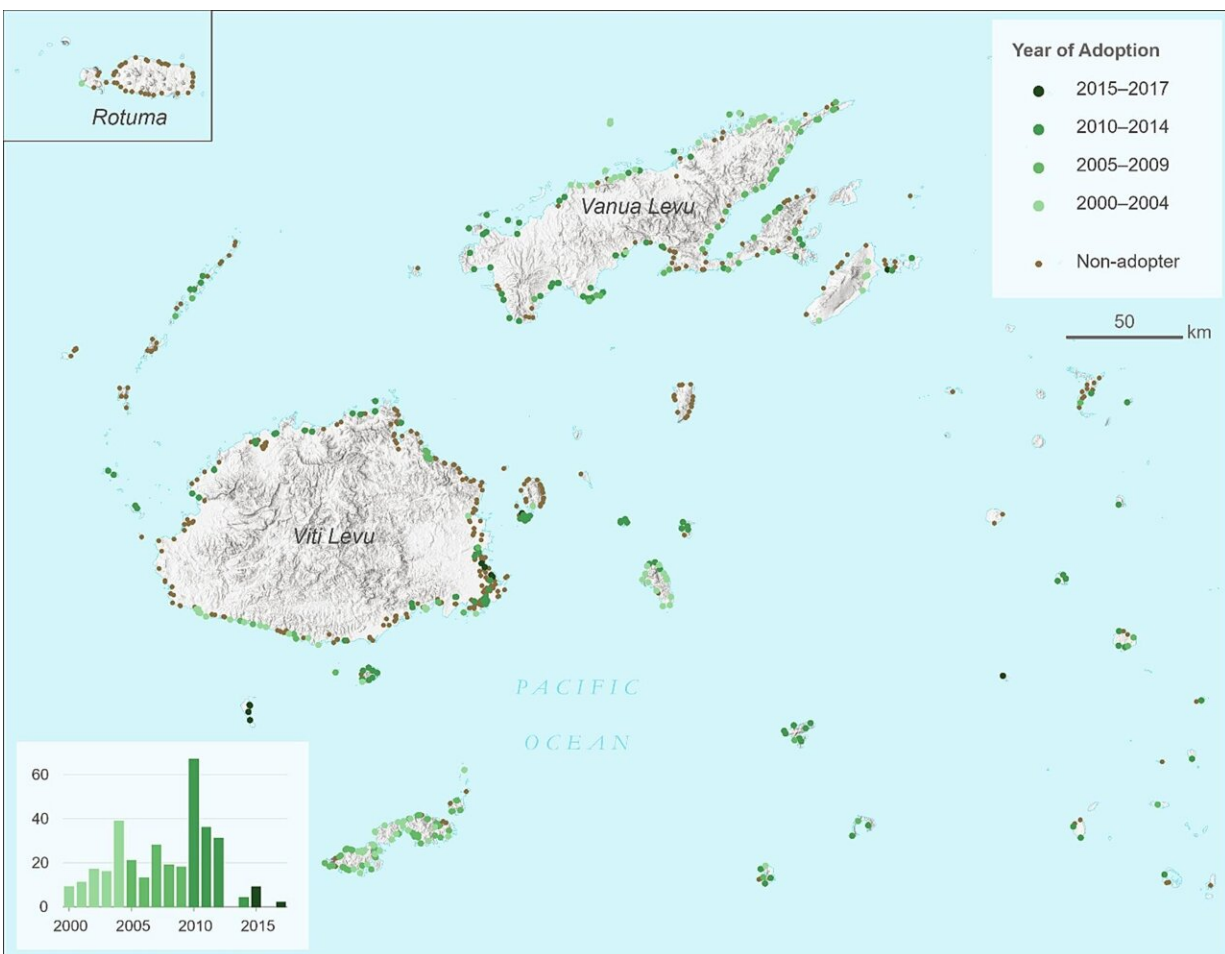 Rotuma
Year of Adoption
2015–2017
2010–2014
2005–2009
2000–2004
Non-adopter
50
km
Vanua Levu
Viti Levu
PACIFIC
OCEAN
60
40
20
0
2000 2005 2010 2015